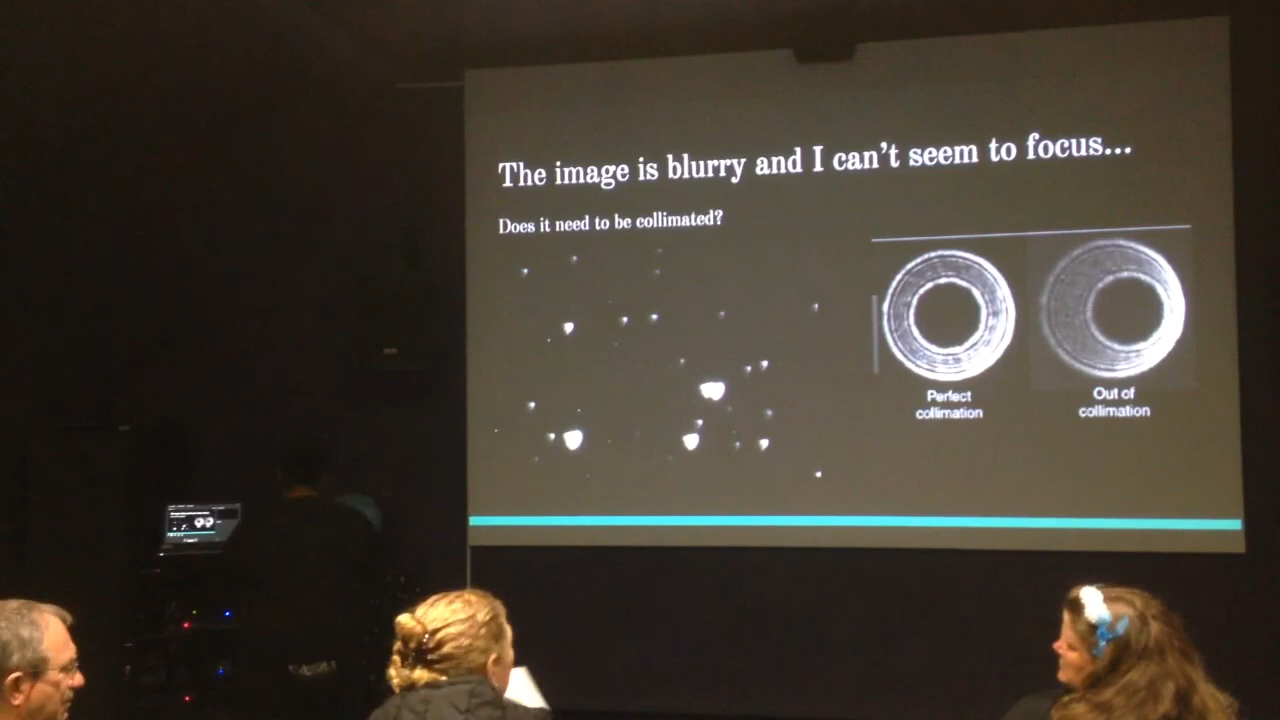 The image is blurry and I can't seem to focus...
Does it need to be collimated?
Perfect
collimation
Out of
collimation